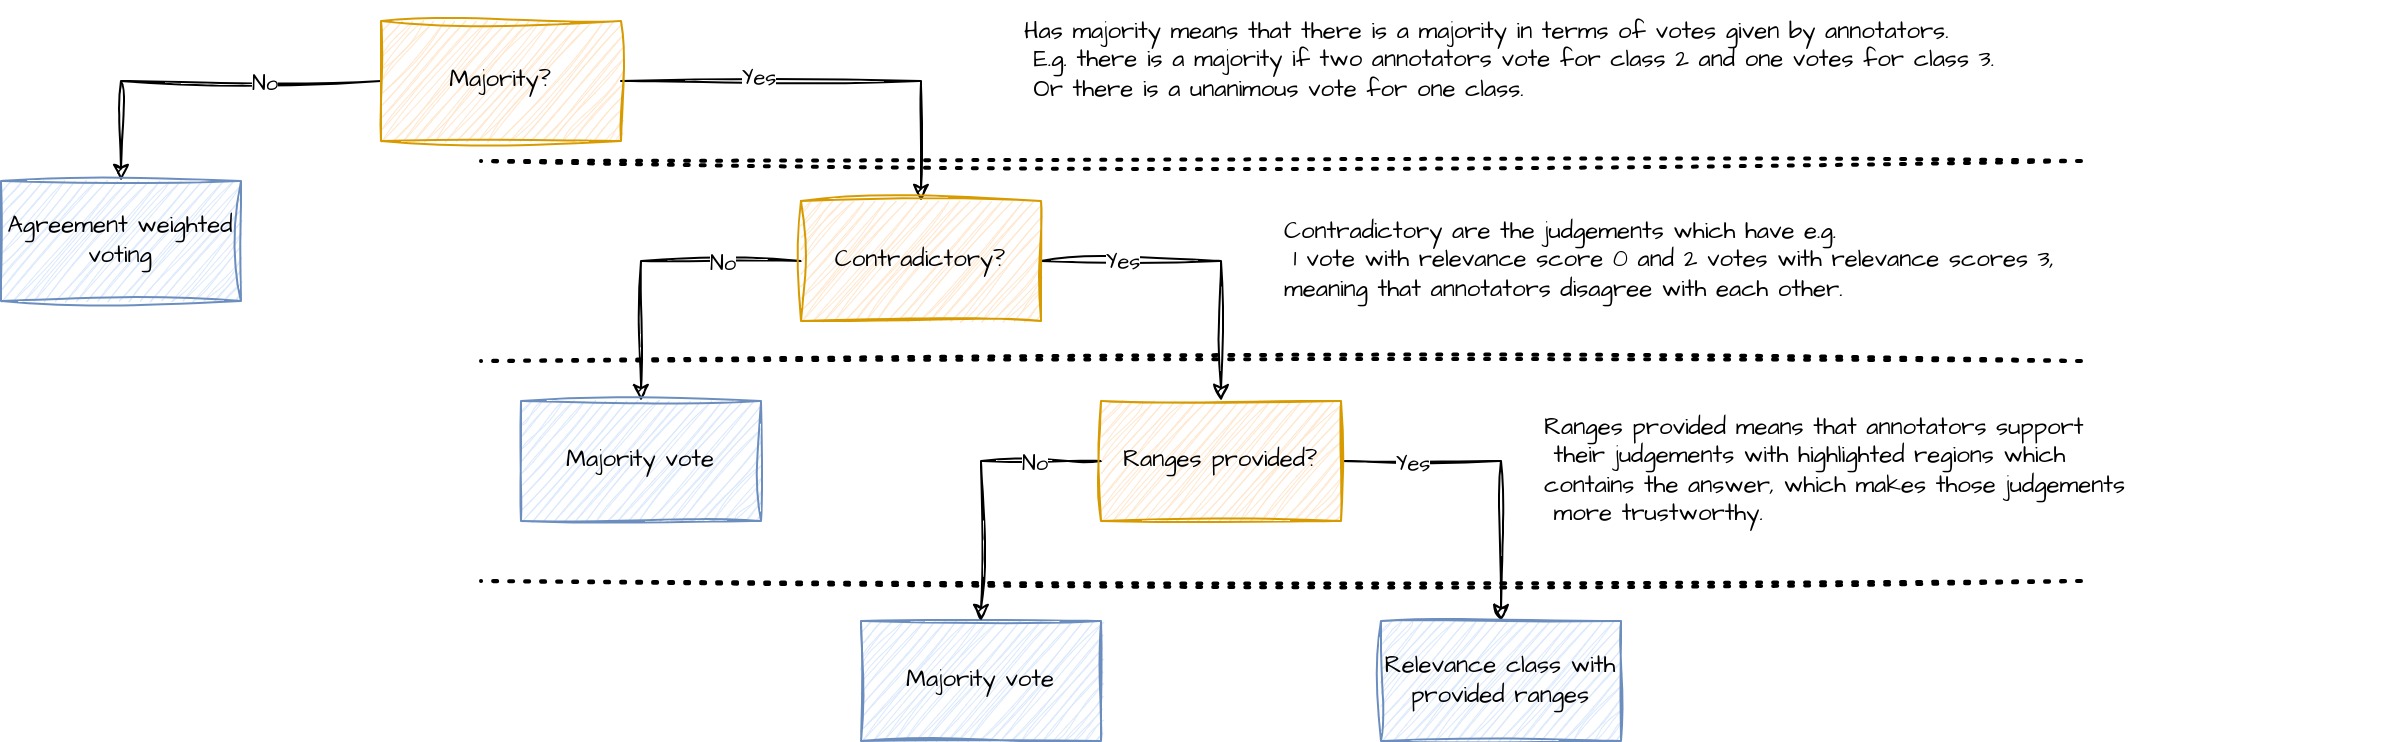 Majority?
No
Yes
Has majority means that there is a majority in terms of votes given by annotators.
E.g. there is a majority if two annotators vote for class 2 and one votes for class 3.
Or there is a unanimous vote for one class.
Agreement weighted
voting
Contradictory?
No
Yes
Contradictory are the judgements which have e.g.
1 vote with relevance score 0 and 2 votes with relevance scores 3,
meaning that annotators disagree with each other.
Majority vote
Ranges provided?
No
Yes
Ranges provided means that annotators support
their judgements with highlighted regions which
contains the answer, which makes those judgements
more trustworthy.
Majority vote
Relevance class with
provided ranges